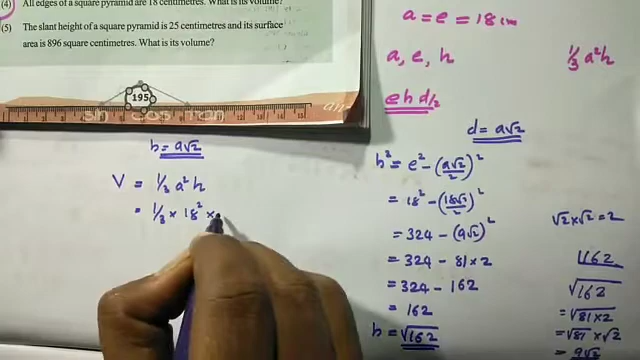 (4) All edges of a square pyramid are 18 centimetres. What is its volume?
(5) The slant height of a square pyramid is 25 centimetres and its surface
area is 896 square centimetres. What is its volume?
195
sin cos tan
h = a√2
V = 1/3 a² h
= 1/3 × 18² ×
a = e = 18 cm
a, e, h
1/3 a² h
e h d/2
d = a√2
h² = e² - (a√2/2)²
= 18² - (18√2/2)²
= 324 - (9√2)²
= 324 - 81 × 2
= 324 - 162
= 162
h = √162
√2 × √2 = 2
162
√162
= √81 × 2
= √81 × √2
= 9√2